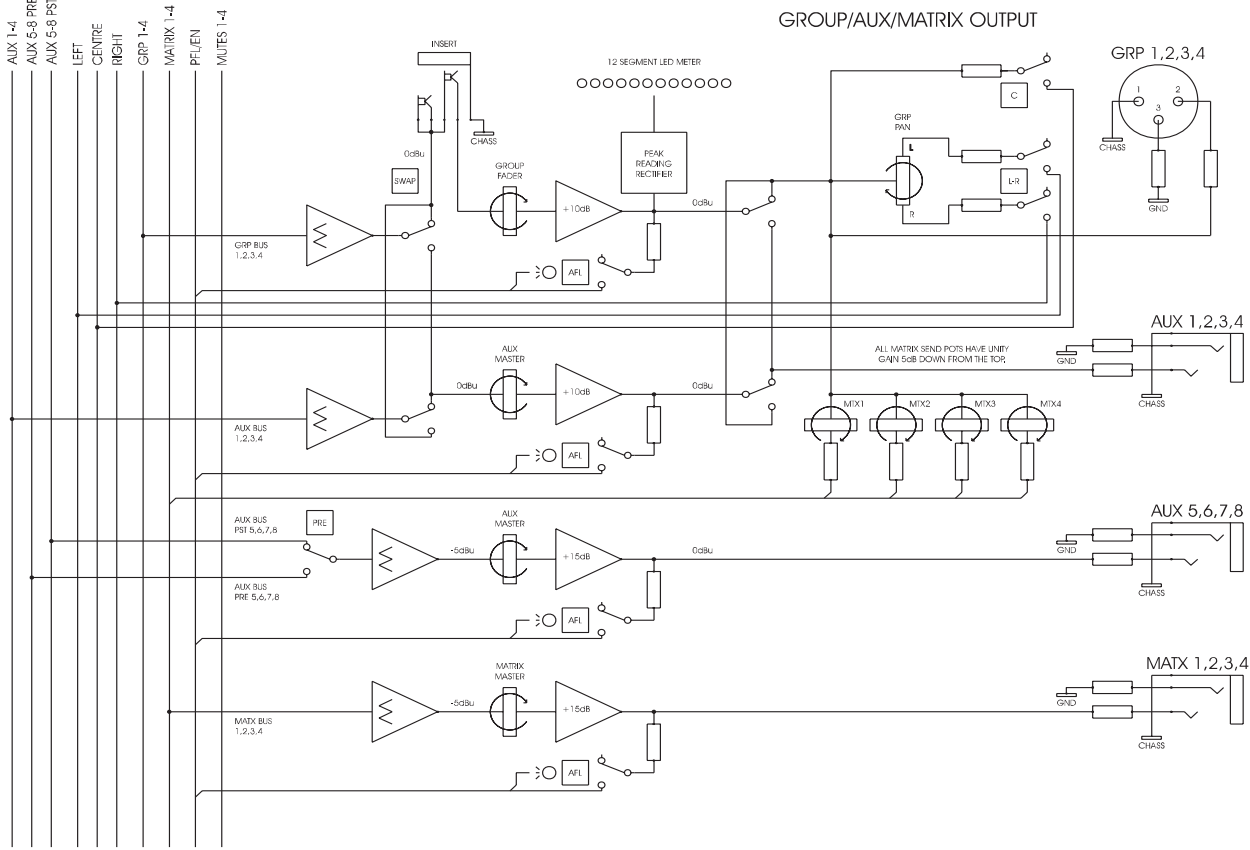 GROUP/AUX/MATRIX OUTPUT
AUX 1-4
AUX 5-8 PRE
AUX 5-8 PST
LEFT
CENTRE
RIGHT
GRP 1-4
MATRIX 1-4
PFL/EN
MUTES 1-4
INSERT
12 SEGMENT LED METER
CHASS
0dBu
SWAP
GROUP
FADER
PEAK
READING
RECTIFIER
+10dB
0dBu
GRP BUS
1,2,3,4
AFL
C
GRP
PAN
L
R
L-R
GRP 1,2,3,4
1
2
3
CHASS
GND
AUX
MASTER
0dBu
+10dB
0dBu
AUX BUS
1,2,3,4
AFL
ALL MATRIX SEND POTS HAVE UNITY
GAIN 5dB DOWN FROM THE TOP.
MTX1
MTX2
MTX3
MTX4
AUX 1,2,3,4
GND
CHASS
AUX BUS
PST 5,6,7,8
PRE
AUX BUS
PRE 5,6,7,8
-5dBu
AUX
MASTER
+15dB
0dBu
AFL
AUX 5,6,7,8
GND
CHASS
MATX BUS
1,2,3,4
-5dBu
MATRIX
MASTER
+15dB
AFL
MATX 1,2,3,4
GND
CHASS